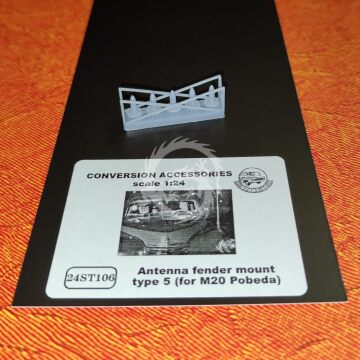 CONVERSION ACCESSORIES
scale 1:24
24ST106
Antenna fender mount
type 5 (for M20 Pobeda)